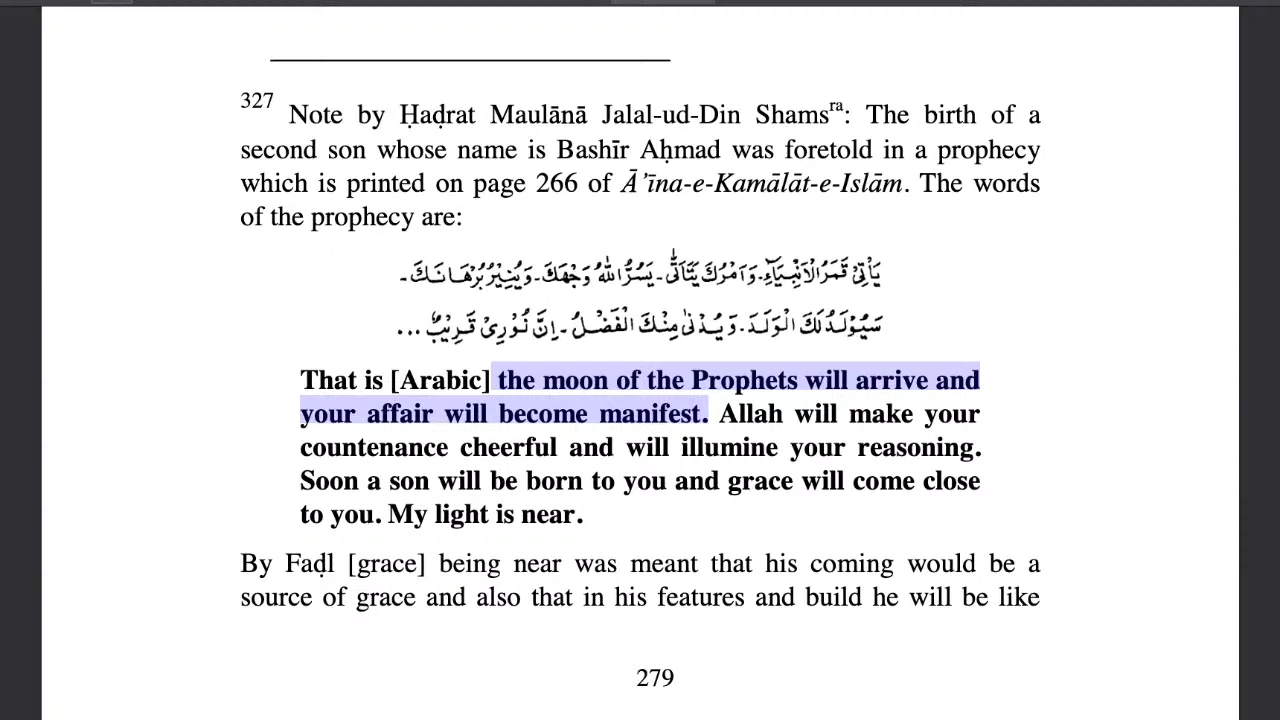 327 Note by Ḥaḍrat Maulānā Jalal-ud-Din Shamsra: The birth of a
second son whose name is Bashīr Aḥmad was foretold in a prophecy
which is printed on page 266 of Ā’īna-e-Kamālāt-e-Islām. The words
of the prophecy are:
يَأْتِيْ قَمَرُ الْاَنْبِيَآءِ۔ وَاَمْرُكَ يَتَاَتّٰى۔ يَسُرُّ اللّٰهُ وَجْهَكَ۔ وَيُنِيْرُ بُرْهَانَكَ۔
سَيُوْلَدُ لَكَ الْوَلَدُ۔ وَيُدْنٰى مِنْكَ الْفَضْلُ۔ اِنَّ نُوْرِيْ قَرِيْبٌ ...
That is [Arabic] the moon of the Prophets will arrive and
your affair will become manifest. Allah will make your
countenance cheerful and will illumine your reasoning.
Soon a son will be born to you and grace will come close
to you. My light is near.
By Faḍl [grace] being near was meant that his coming would be a
source of grace and also that in his features and build he will be like
279